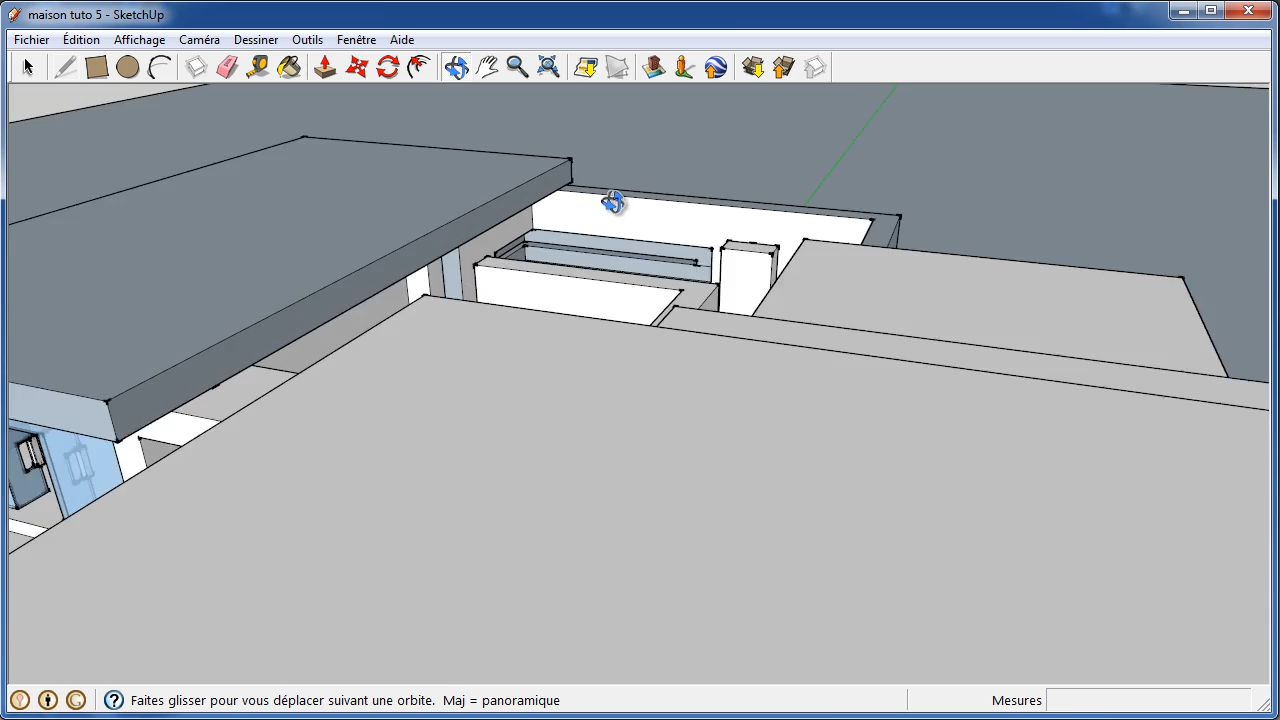 maison tuto 5 - SketchUp
Fichier Édition Affichage Caméra Dessiner Outils Fenêtre Aide
Faites glisser pour vous déplacer suivant une orbite. Maj = panoramique Mesures